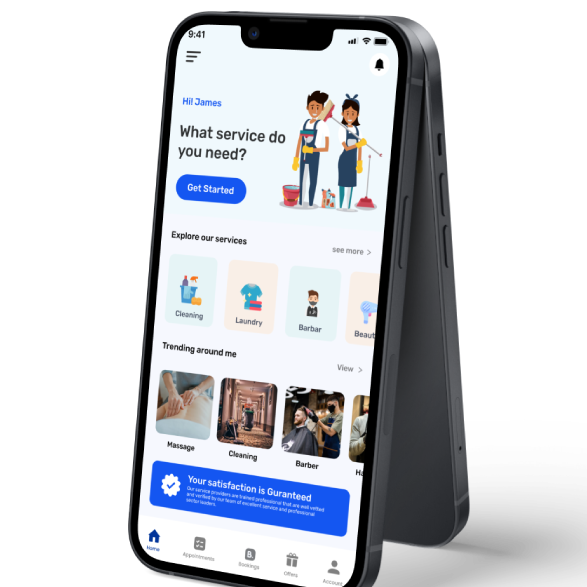 9:41
Hi! James
What service do
you need?
Get Started
Explore our services
see more >
Cleaning
Laundry
Barbar
Beaut
Trending around me
View >
Massage
Cleaning
Barber
Ha
Your satisfaction is Guranteed
Our service providers are trained professional that are well vetted
and verified by our team of excellent service and professional
sector leaders
Home
Appointments
Bookings
Offers
Account